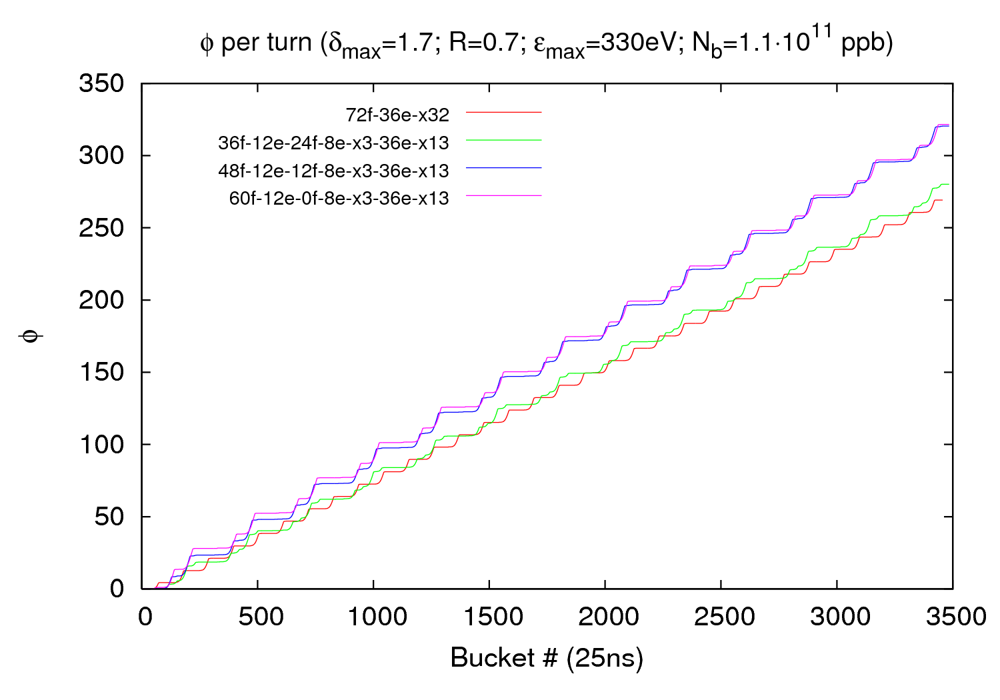 ϕ per turn (δmax=1.7; R=0.7; εmax=330eV; Nb=1.1·10^11 ppb)
350
300
250
200
150
100
50
0
ϕ
72f-36e-x32
36f-12e-24f-8e-x3-36e-x13
48f-12e-12f-8e-x3-36e-x13
60f-12e-0f-8e-x3-36e-x13
0 500 1000 1500 2000 2500 3000 3500
Bucket # (25ns)